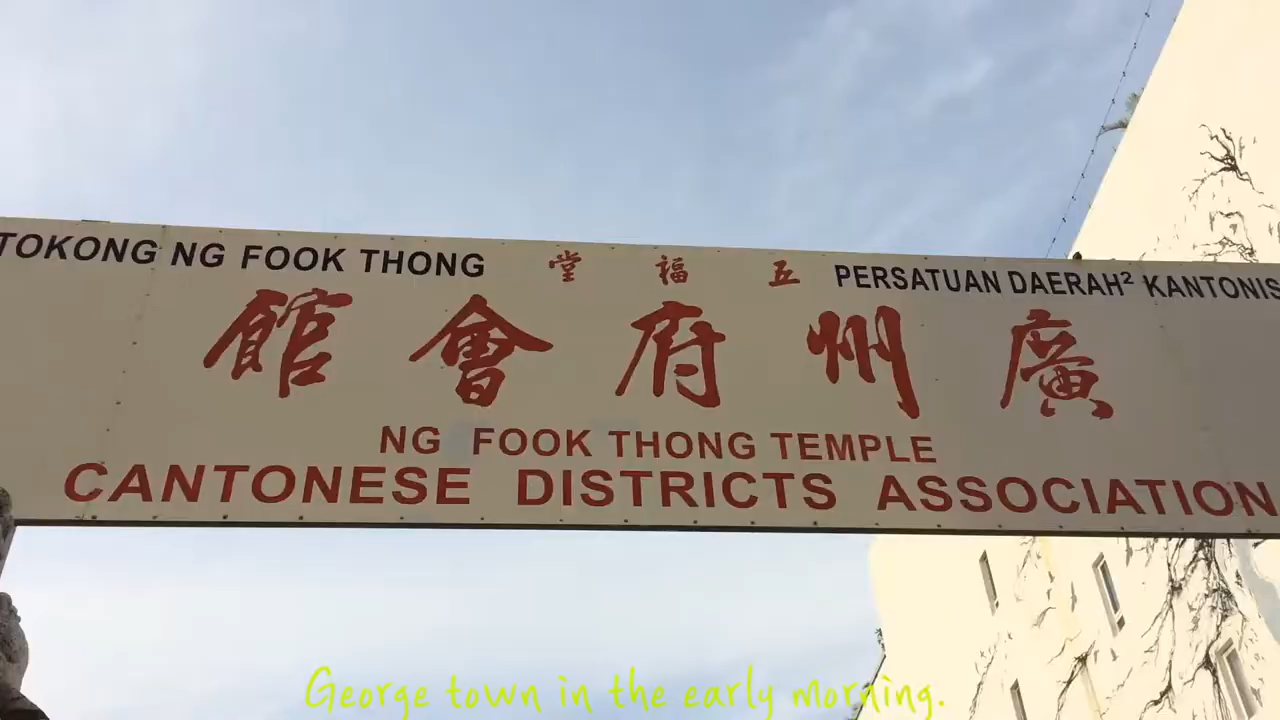 TOKONG NG FOOK THONG 五福堂 PERSATUAN DAERAH² KANTONIS
廣州府會館
NG FOOK THONG TEMPLE
CANTONESE DISTRICTS ASSOCIATION
George town in the early morning.